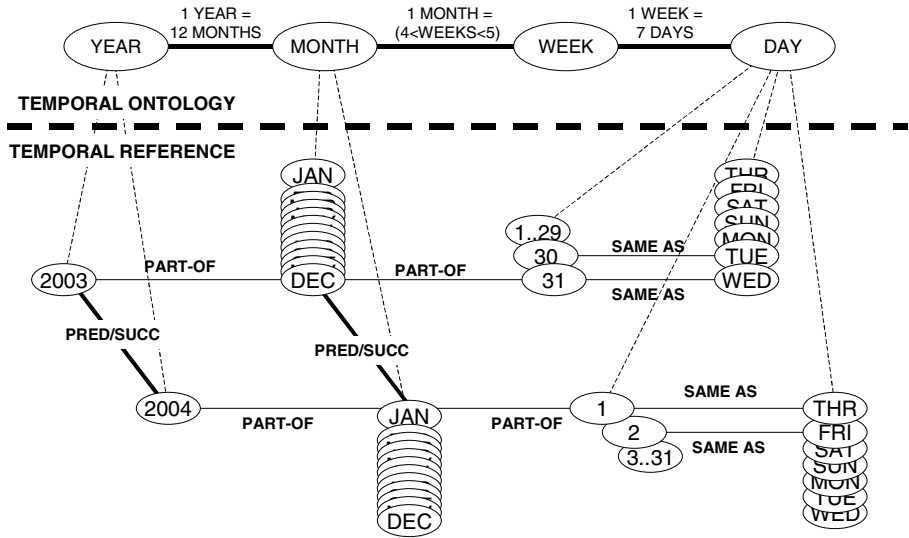 1 YEAR =
12 MONTHS
1 MONTH =
(4<WEEKS<5)
1 WEEK =
7 DAYS
YEAR
MONTH
WEEK
DAY
TEMPORAL ONTOLOGY
TEMPORAL REFERENCE
JAN
THR
FRI
SAT
SUN
MON
TUE
WED
1..29
30
31
SAME AS
SAME AS
2003
PART-OF
DEC
PART-OF
PRED/SUCC
PRED/SUCC
2004
PART-OF
JAN
PART-OF
1
SAME AS
THR
2
SAME AS
FRI
3..31
SAT
SUN
MON
TUE
WED
DEC